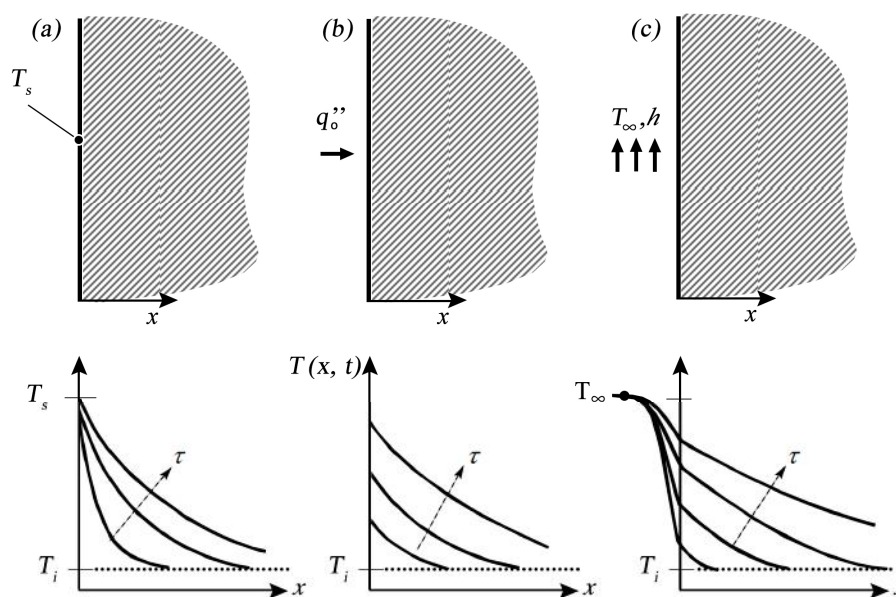 (a)
(b)
(c)
T_s
q_o''
T_∞, h
x
x
x
T_s
T (x, t)
T_∞
τ
τ
τ
T_i
x
T_i
x
T_i
x